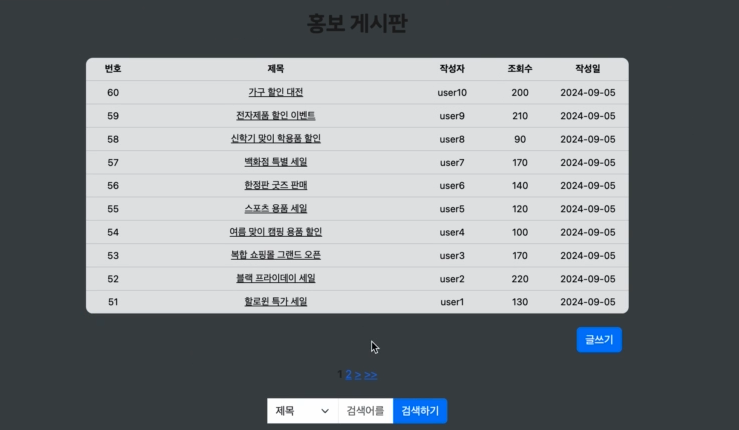 홍보 게시판
번호 제목 작성자 조회수 작성일
60 가구 할인 대전 user10 200 2024-09-05
59 전자제품 할인 이벤트 user9 210 2024-09-05
58 신학기 맞이 학용품 할인 user8 90 2024-09-05
57 백화점 특별 세일 user7 170 2024-09-05
56 한정판 굿즈 판매 user6 140 2024-09-05
55 스포츠 용품 세일 user5 120 2024-09-05
54 여름 맞이 캠핑 용품 할인 user4 100 2024-09-05
53 복합 쇼핑몰 그랜드 오픈 user3 170 2024-09-05
52 블랙 프라이데이 세일 user2 220 2024-09-05
51 할로윈 특가 세일 user1 130 2024-09-05
글쓰기
1 2 > >>
제목 검색어를 검색하기